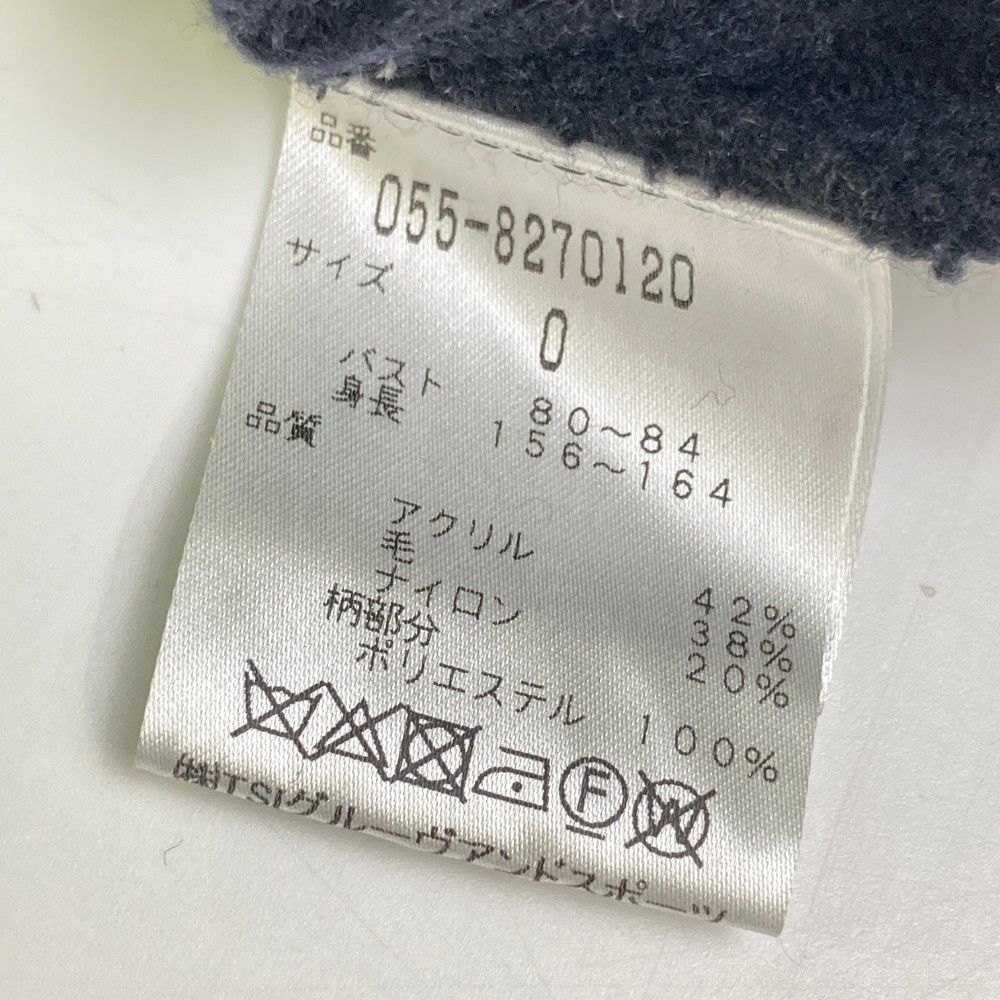 品番
055-8270120
サイズ
0
バスト 80～84
身長 156～164
品質
アクリル 42%
毛 38%
ナイロン 20%
柄部分
ポリエステル 100%
F W
㈱TSIグルーヴアンドスポーツ